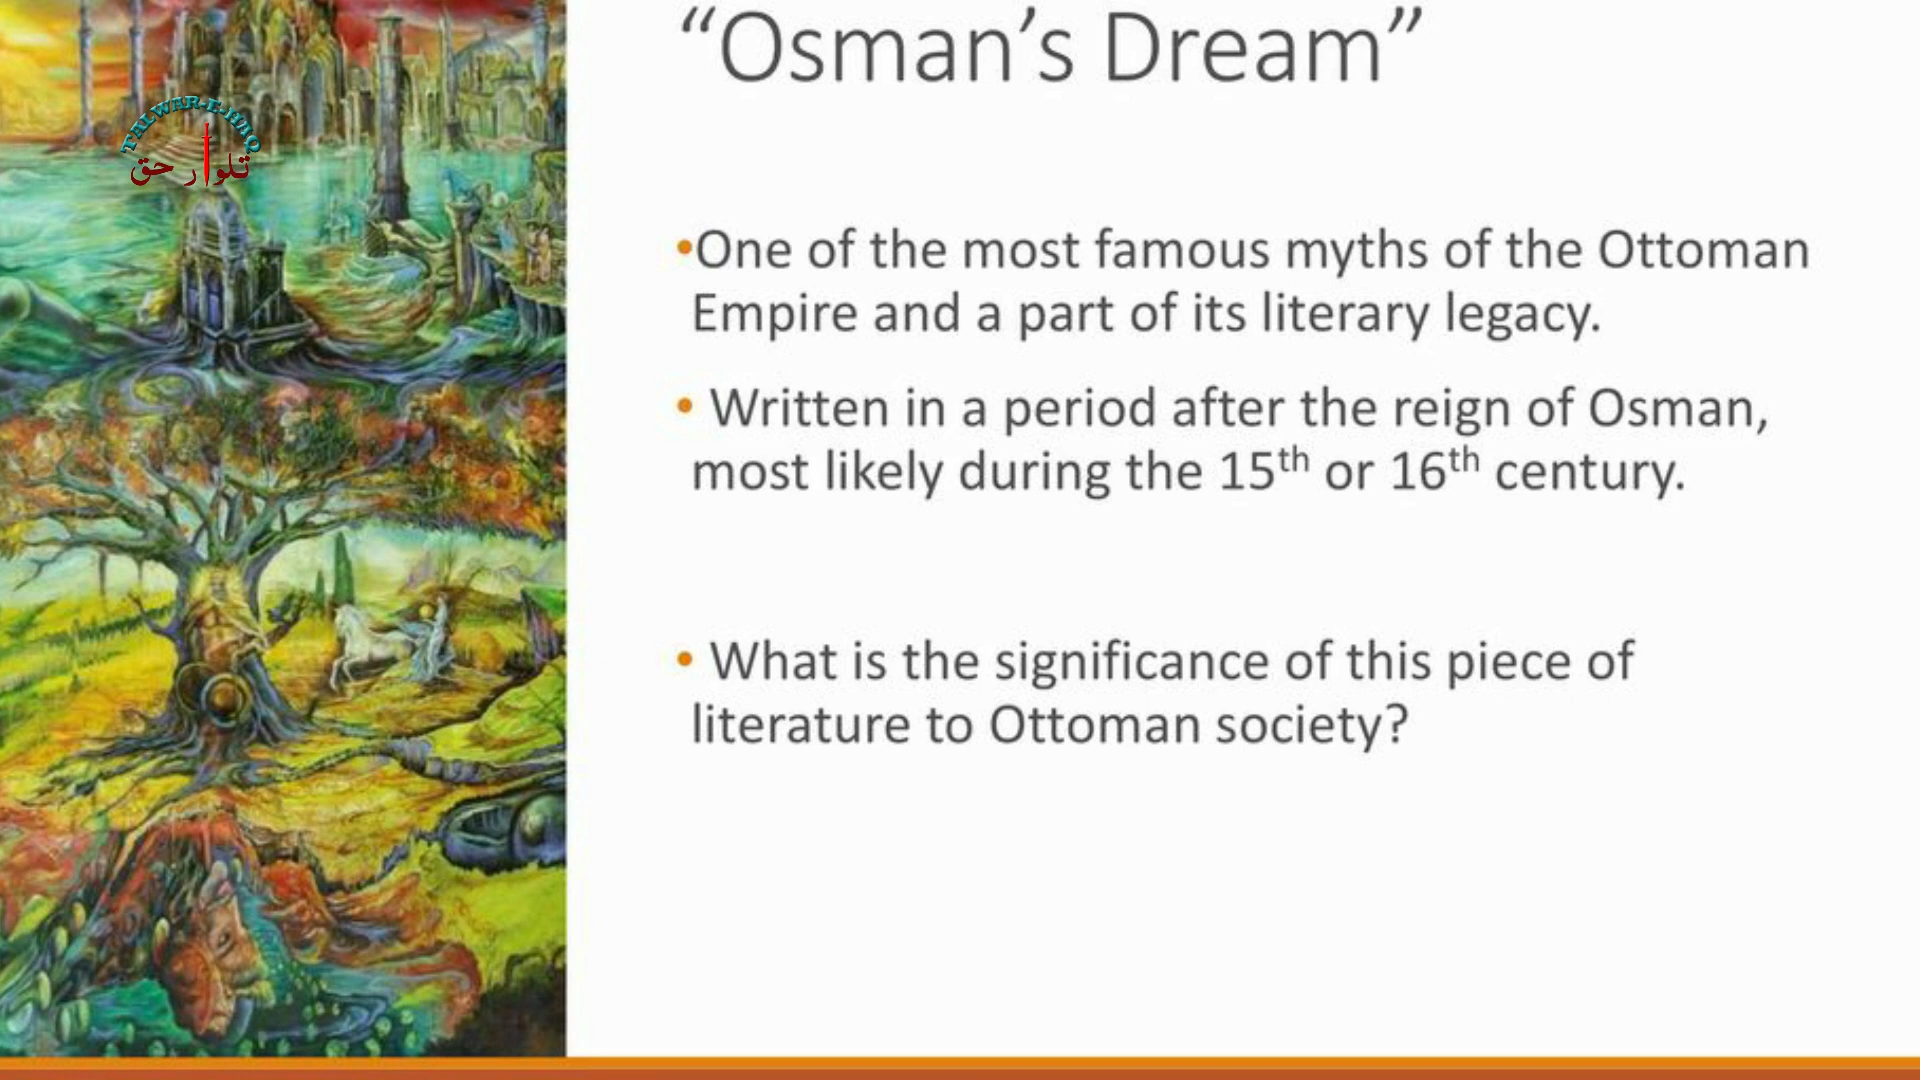 “Osman’s Dream”
TALWAR-E-HAQ
تلوار حق
•One of the most famous myths of the Ottoman
Empire and a part of its literary legacy.
• Written in a period after the reign of Osman,
most likely during the 15th or 16th century.
• What is the significance of this piece of
literature to Ottoman society?